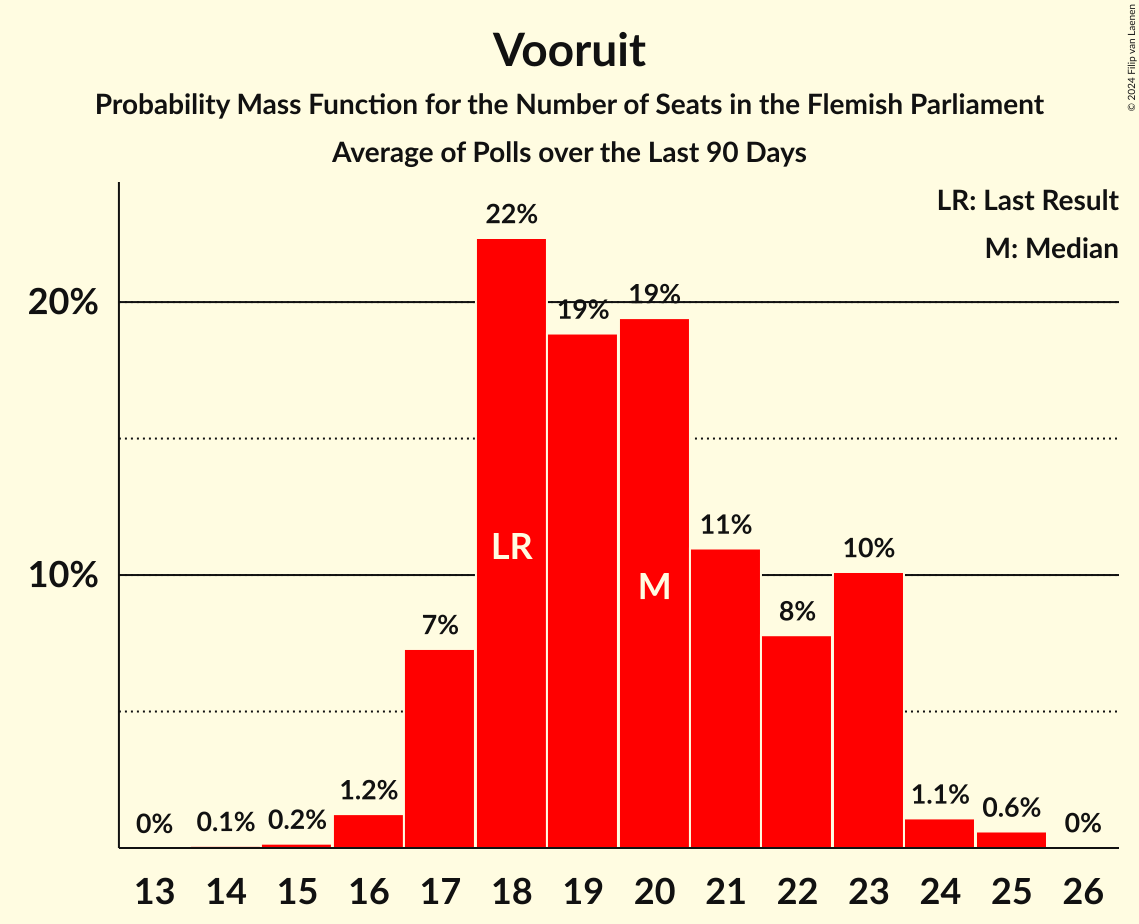 Vooruit
Probability Mass Function for the Number of Seats in the Flemish Parliament
Average of Polls over the Last 90 Days
© 2024 Filip van Laenen
LR: Last Result
M: Median
22%
20%
19%
19%
11%
10%
LR
10%
M
8%
7%
1.2%
1.1%
0.6%
0%
0.1%
0.2%
0%
13 14 15 16 17 18 19 20 21 22 23 24 25 26